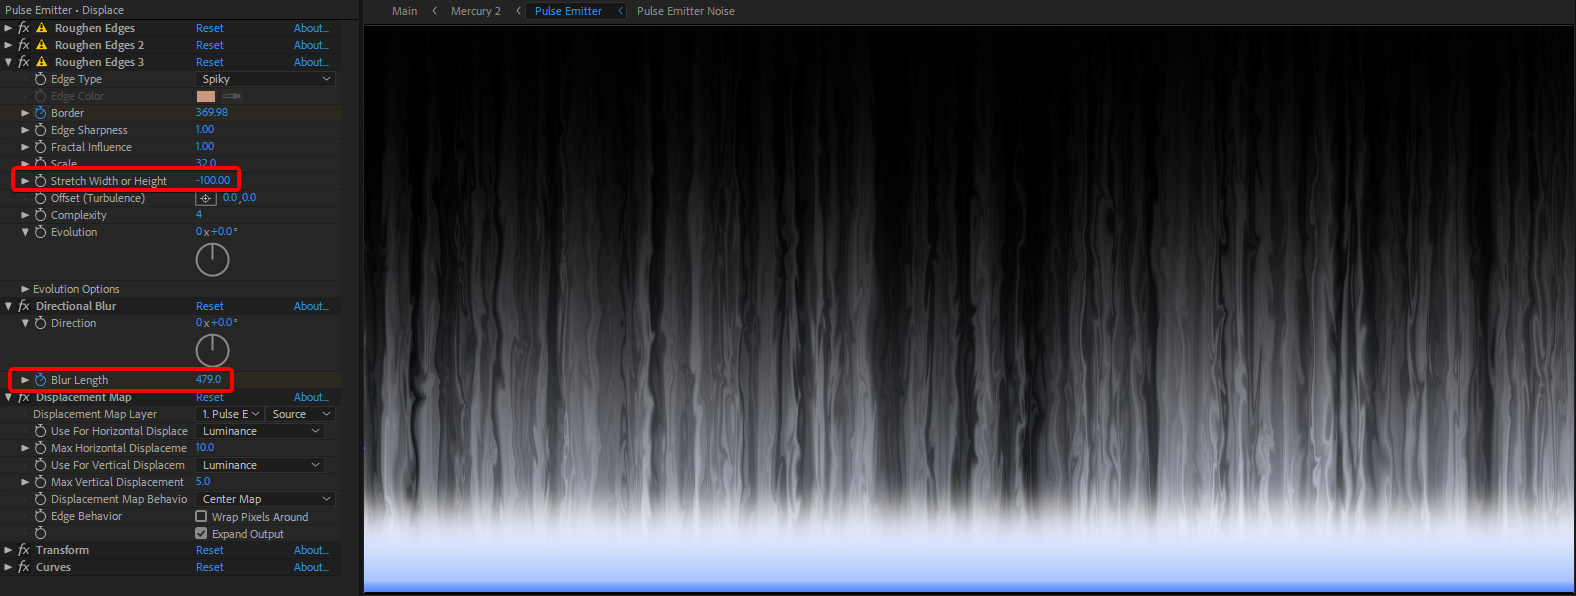 Pulse Emitter • Displace
Main < Mercury 2 < Pulse Emitter < Pulse Emitter Noise
fx Roughen Edges Reset About...
fx Roughen Edges 2 Reset About...
fx Roughen Edges 3 Reset About...
Edge Type Spiky
Edge Color
Border 369.98
Edge Sharpness 1.00
Fractal Influence 1.00
Scale 32.0
Stretch Width or Height -100.00
Offset (Turbulence) 0.0,0.0
Complexity 4
Evolution 0x+0.0°
Evolution Options
fx Directional Blur Reset About...
Direction 0x+0.0°
Blur Length 479.0
fx Displacement Map Reset About...
Displacement Map Layer 1. Pulse E Source
Use For Horizontal Displace Luminance
Max Horizontal Displaceme 10.0
Use For Vertical Displacem Luminance
Max Vertical Displacement 5.0
Displacement Map Behavio Center Map
Edge Behavior Wrap Pixels Around
Expand Output
fx Transform Reset About...
fx Curves Reset About...